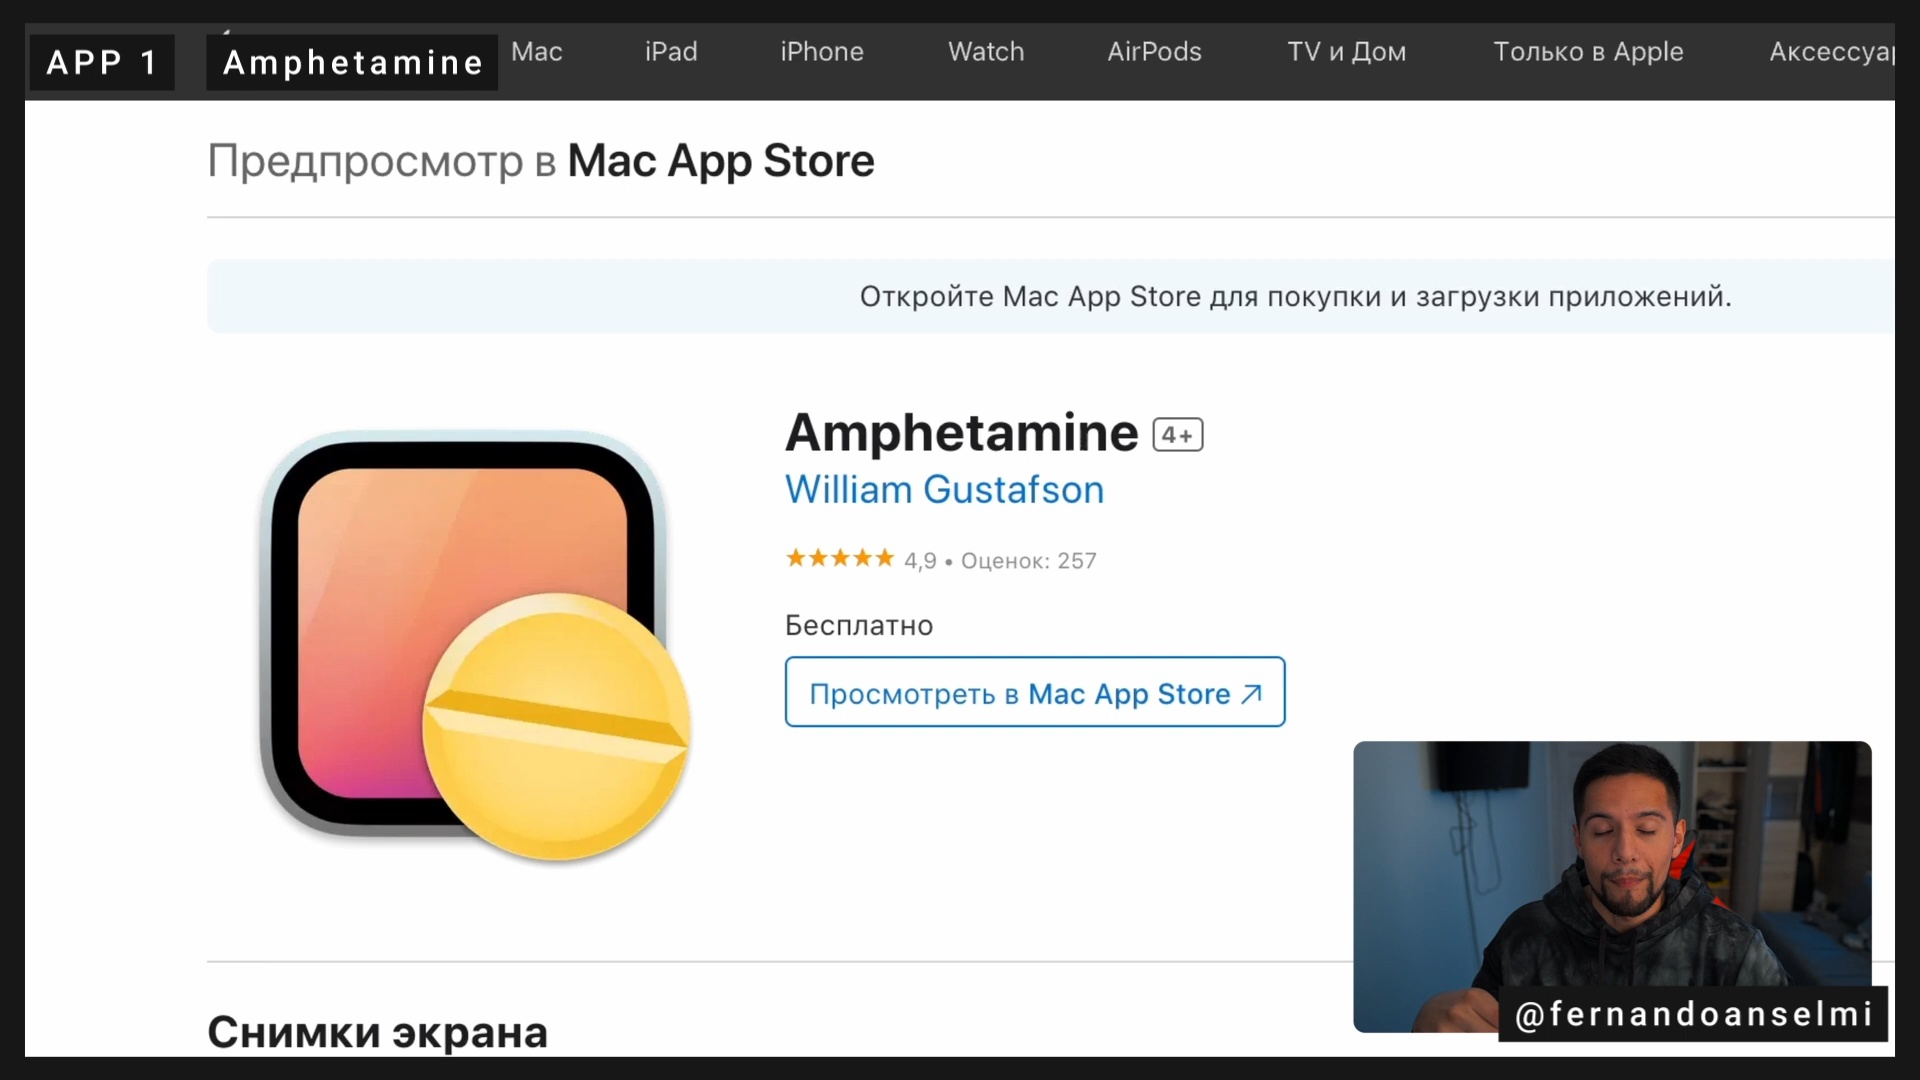 APP 1
Amphetamine
Mac iPad iPhone Watch AirPods TV и Дом Только в Apple
Предпросмотр в Mac App Store
Откройте Mac App Store для покупки и загрузки приложений.
Amphetamine 4+
William Gustafson
★★★★★ 4,9 • Оценок: 257
Бесплатно
Просмотреть в Mac App Store ↗
Снимки экрана
@fernandoanselmi